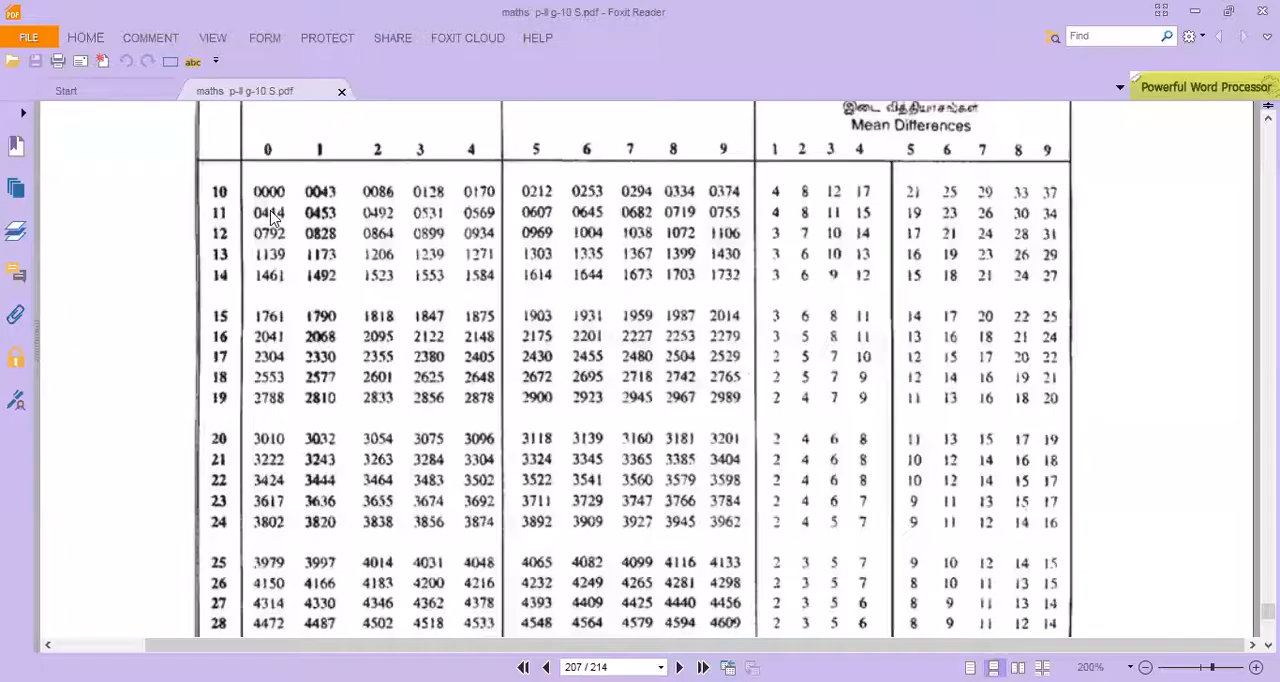 maths p-II g-10 S.pdf - Foxit Reader
FILE HOME COMMENT VIEW FORM PROTECT SHARE FOXIT CLOUD HELP Find
abc
Start maths p-II g-10 S.pdf Powerful Word Processor
இடை வித்தியாசங்கள்
Mean Differences
0 1 2 3 4 5 6 7 8 9 1 2 3 4 5 6 7 8 9
10 0000 0043 0086 0128 0170 0212 0253 0294 0334 0374 4 8 12 17 21 25 29 33 37
11 0453 0492 0531 0569 0607 0645 0682 0719 0755 4 8 11 15 19 23 26 30 34
12 0792 0828 0864 0899 0934 0969 1004 1038 1072 1106 3 7 10 14 17 21 24 28 31
13 1139 1173 1206 1239 1271 1303 1335 1367 1399 1430 3 6 10 13 16 19 23 26 29
14 1461 1492 1523 1553 1584 1614 1644 1673 1703 1732 3 6 9 12 15 18 21 24 27
15 1761 1790 1818 1847 1875 1903 1931 1959 1987 2014 3 6 8 11 14 17 20 22 25
16 2041 2068 2095 2122 2148 2175 2201 2227 2253 2279 3 5 8 11 13 16 18 21 24
17 2304 2330 2355 2380 2405 2430 2455 2480 2504 2529 2 5 7 10 12 15 17 20 22
18 2553 2577 2601 2625 2648 2672 2695 2718 2742 2765 2 5 7 9 12 14 16 19 21
19 2788 2810 2833 2856 2878 2900 2923 2945 2967 2989 2 4 7 9 11 13 16 18 20
20 3010 3032 3054 3075 3096 3118 3139 3160 3181 3201 2 4 6 8 11 13 15 17 19
21 3222 3243 3263 3284 3304 3324 3345 3365 3385 3404 2 4 6 8 10 12 14 16 18
22 3424 3444 3464 3483 3502 3522 3541 3560 3579 3598 2 4 6 8 10 12 14 15 17
23 3617 3636 3655 3674 3692 3711 3729 3747 3766 3784 2 4 6 7 9 11 13 15 17
24 3802 3820 3838 3856 3874 3892 3909 3927 3945 3962 2 4 5 7 9 11 12 14 16
25 3979 3997 4014 4031 4048 4065 4082 4099 4116 4133 2 3 5 7 9 10 12 14 15
26 4150 4166 4183 4200 4216 4232 4249 4265 4281 4298 2 3 5 7 8 10 11 13 15
27 4314 4330 4346 4362 4378 4393 4409 4425 4440 4456 2 3 5 6 8 9 11 13 14
28 4472 4487 4502 4518 4533 4548 4564 4579 4594 4609 2 3 5 6 8 9 11 12 14
207 / 214 200%